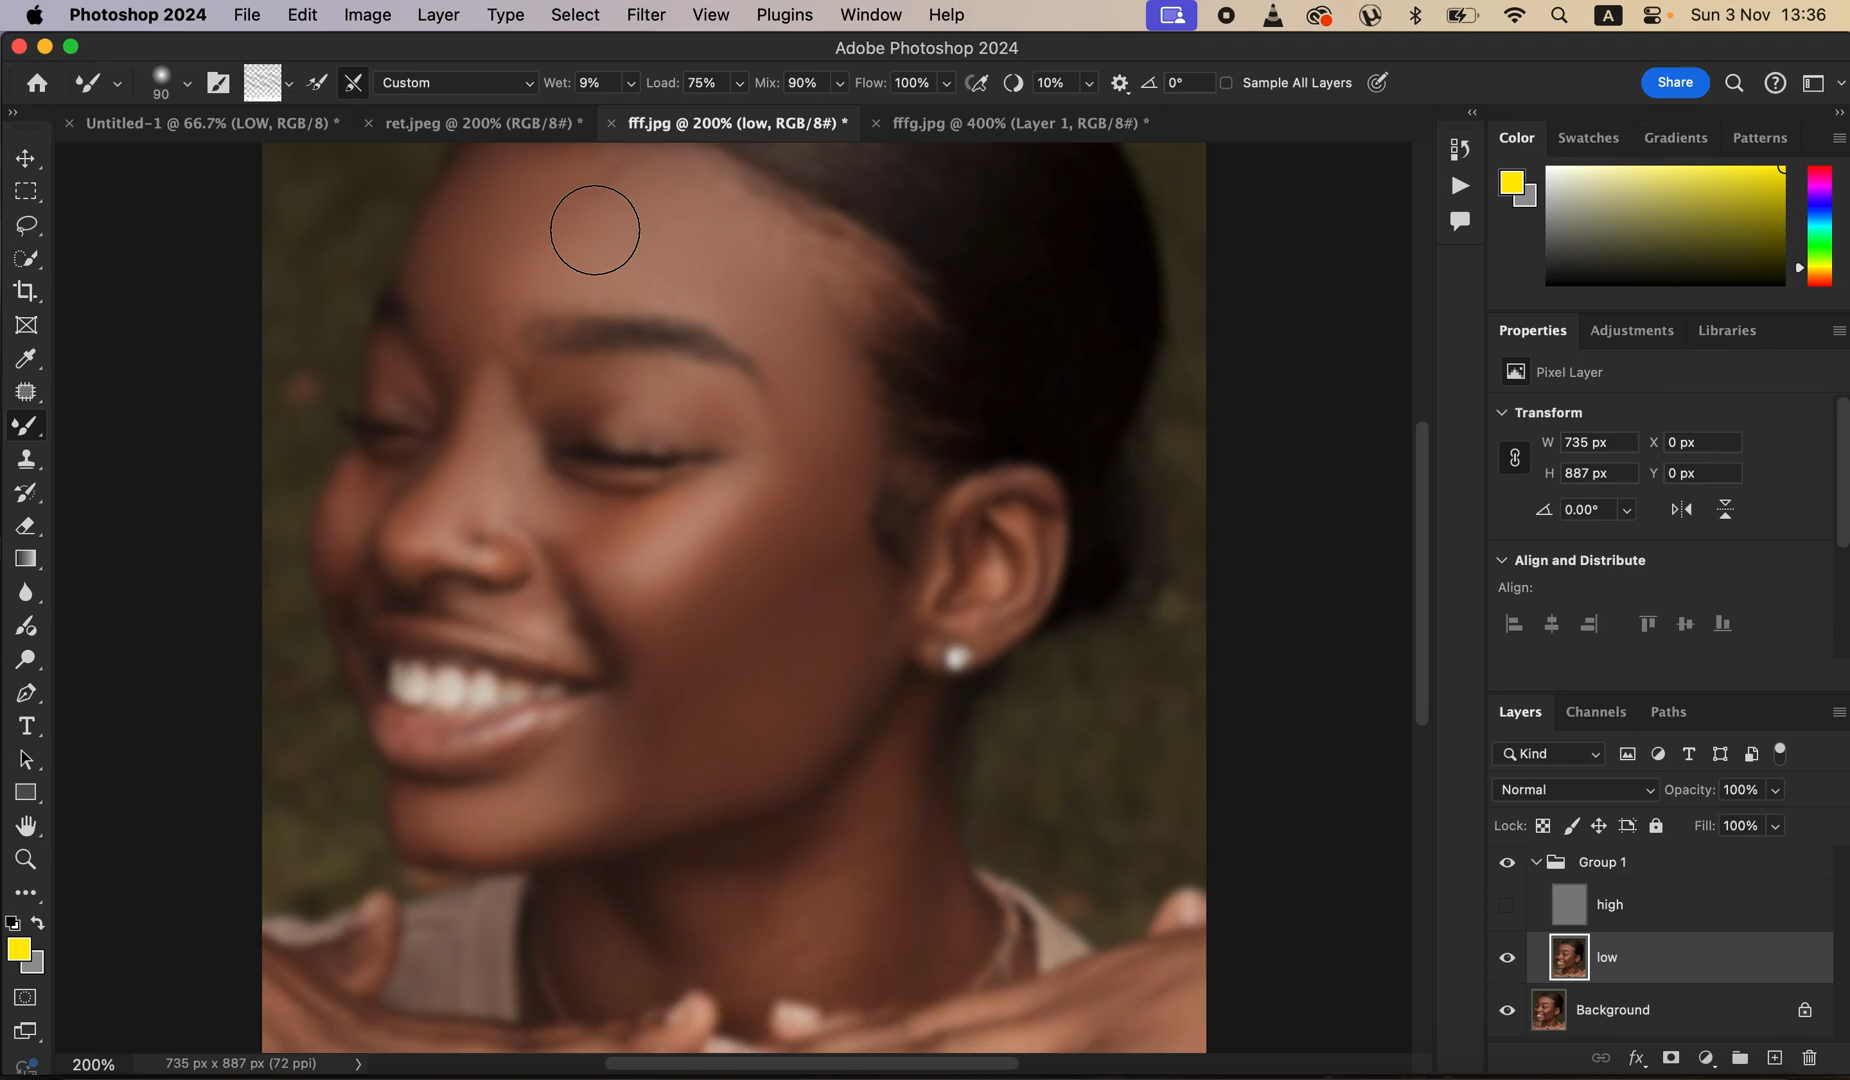 Photoshop 2024 File Edit Image Layer Type Select Filter View Plugins Window Help A Sun 3 Nov 13:36
Adobe Photoshop 2024
90 Custom Wet: 9% Load: 75% Mix: 90% Flow: 100% 10% 0° Sample All Layers Share
Untitled-1 @ 66.7% (LOW, RGB/8) * ret.jpeg @ 200% (RGB/8#) * fff.jpg @ 200% (low, RGB/8#) * fffg.jpg @ 400% (Layer 1, RGB/8#) *
Color Swatches Gradients Patterns
Properties Adjustments Libraries
Pixel Layer
Transform
W 735 px X 0 px
H 887 px Y 0 px
0.00°
Align and Distribute
Align:
Layers Channels Paths
Kind
Normal Opacity: 100%
Lock: Fill: 100%
Group 1
high
low
Background
200% 735 px x 887 px (72 ppi)